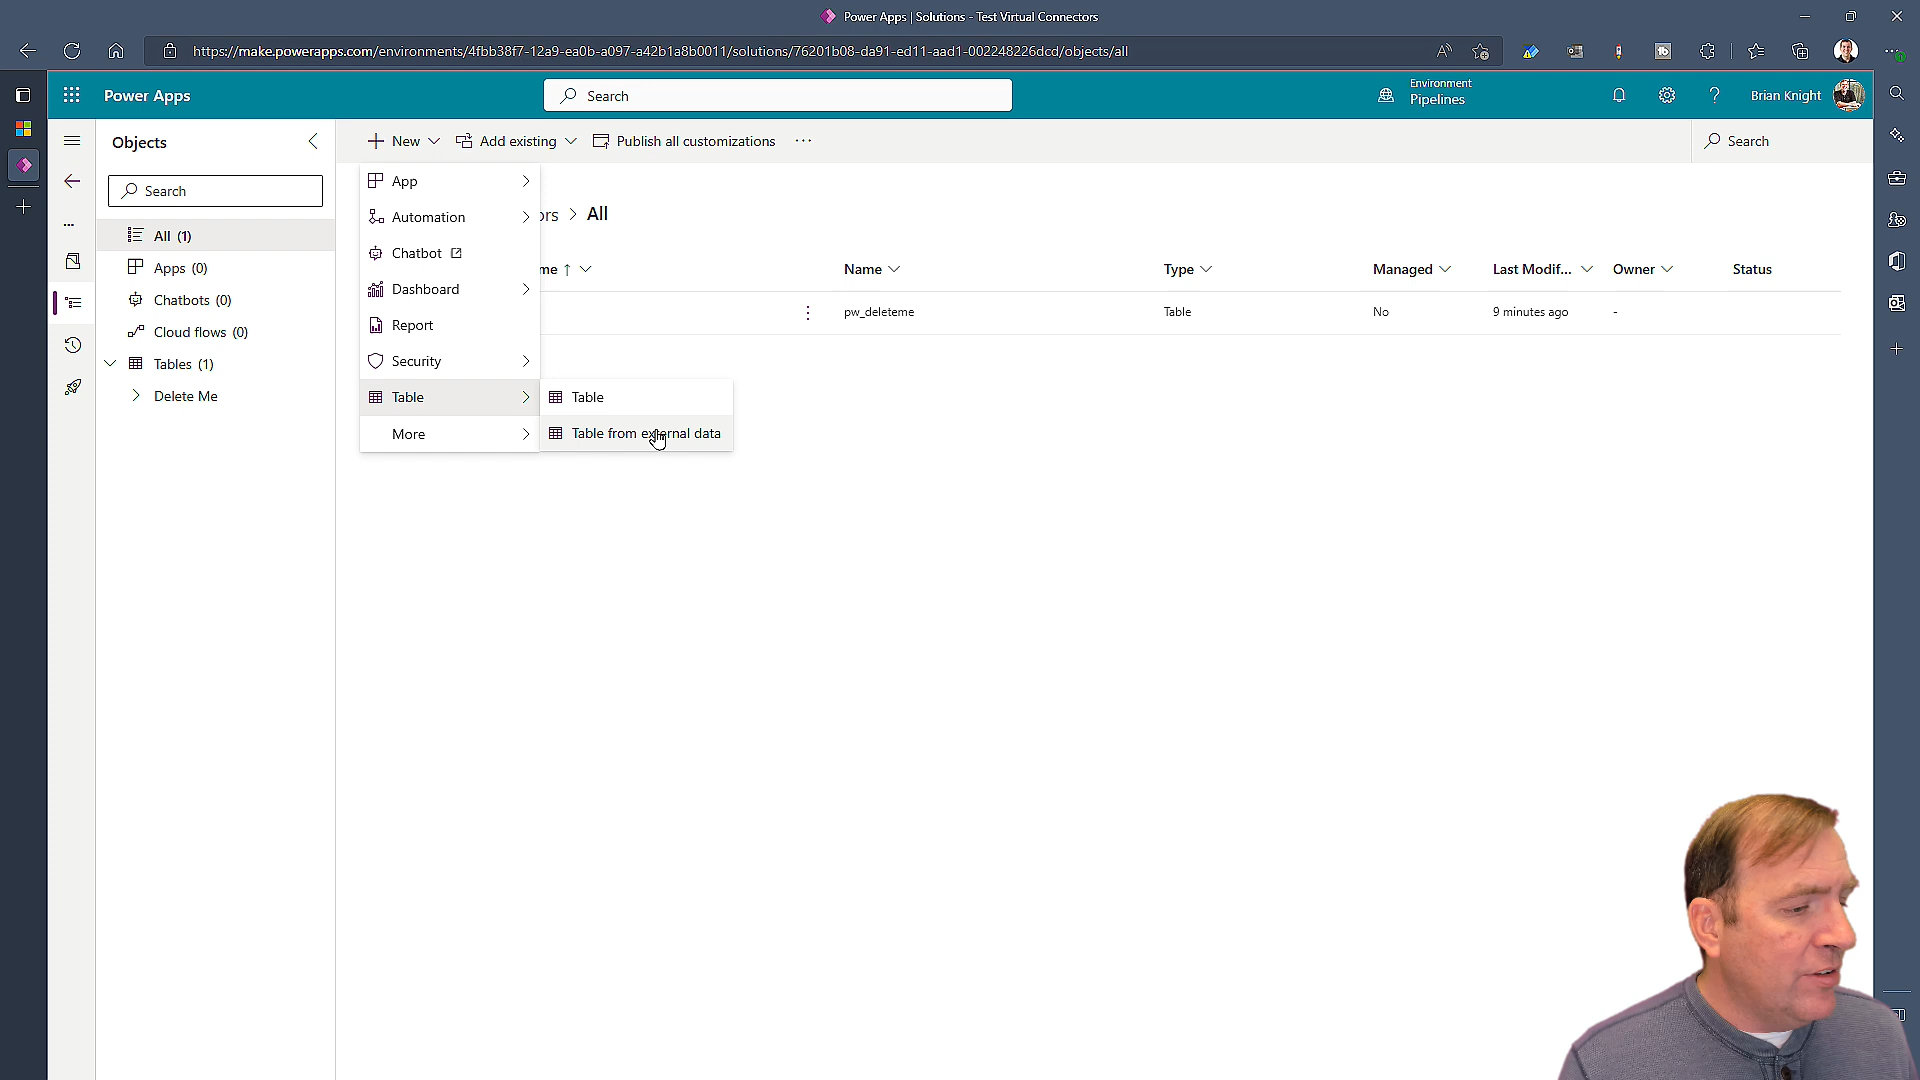 Power Apps | Solutions - Test Virtual Connectors
https://make.powerapps.com/environments/4fbb38f7-12a9-ea0b-a097-a42b1a8b0011/solutions/76201b08-da91-ed11-aad1-002248226dcd/objects/all
Power Apps
Search
Environment
Pipelines
Brian Knight
Objects
New
Add existing
Publish all customizations
Search
Search
App
Automation
Chatbot
Dashboard
Report
Security
Table
More
Table
Table from external data
All (1)
Apps (0)
Chatbots (0)
Cloud flows (0)
Tables (1)
Delete Me
ors > All
me ↑
Name
Type
Managed
Last Modif...
Owner
Status
pw_deleteme
Table
No
9 minutes ago
-